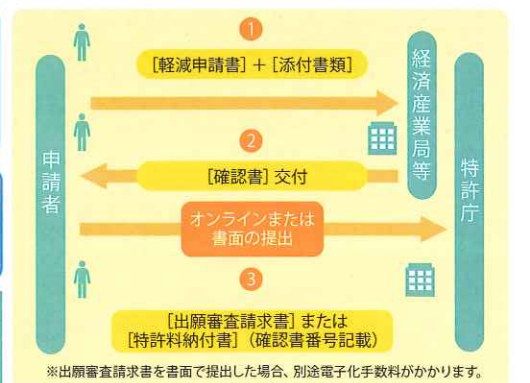 1
[軽減申請書]+[添付書類]
経済産業局等
2
[確認書] 交付
申請者
特許庁
オンラインまたは
書面の提出
3
[出願審査請求書] または
[特許料納付書] (確認書番号記載)
※出願審査請求書を書面で提出した場合、別途電子化手数料がかかります。